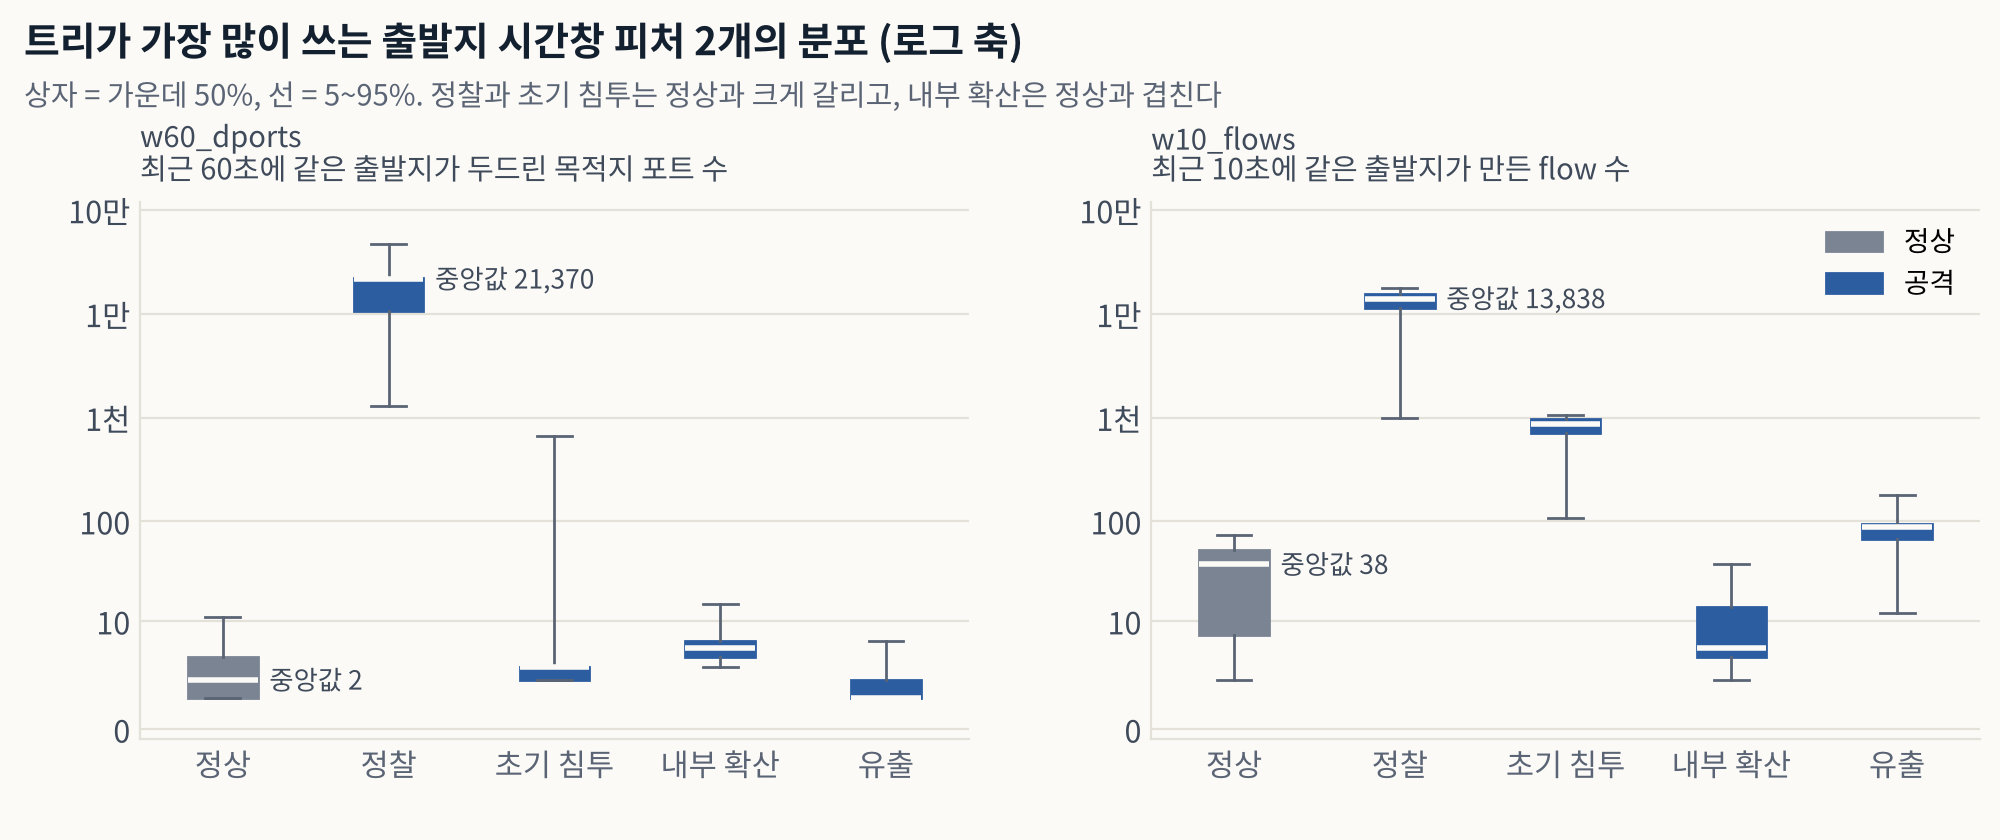 트리가 가장 많이 쓰는 출발지 시간창 피처 2개의 분포 (로그 축)
상자 = 가운데 50%, 선 = 5~95%. 정찰과 초기 침투는 정상과 크게 갈리고, 내부 확산은 정상과 겹친다
w60_dports
최근 60초에 같은 출발지가 두드린 목적지 포트 수
10만
1만
1천
100
10
0
중앙값 21,370
중앙값 2
정상
정찰
초기 침투
내부 확산
유출
w10_flows
최근 10초에 같은 출발지가 만든 flow 수
10만
1만
1천
100
10
0
정상
공격
중앙값 13,838
중앙값 38
정상
정찰
초기 침투
내부 확산
유출